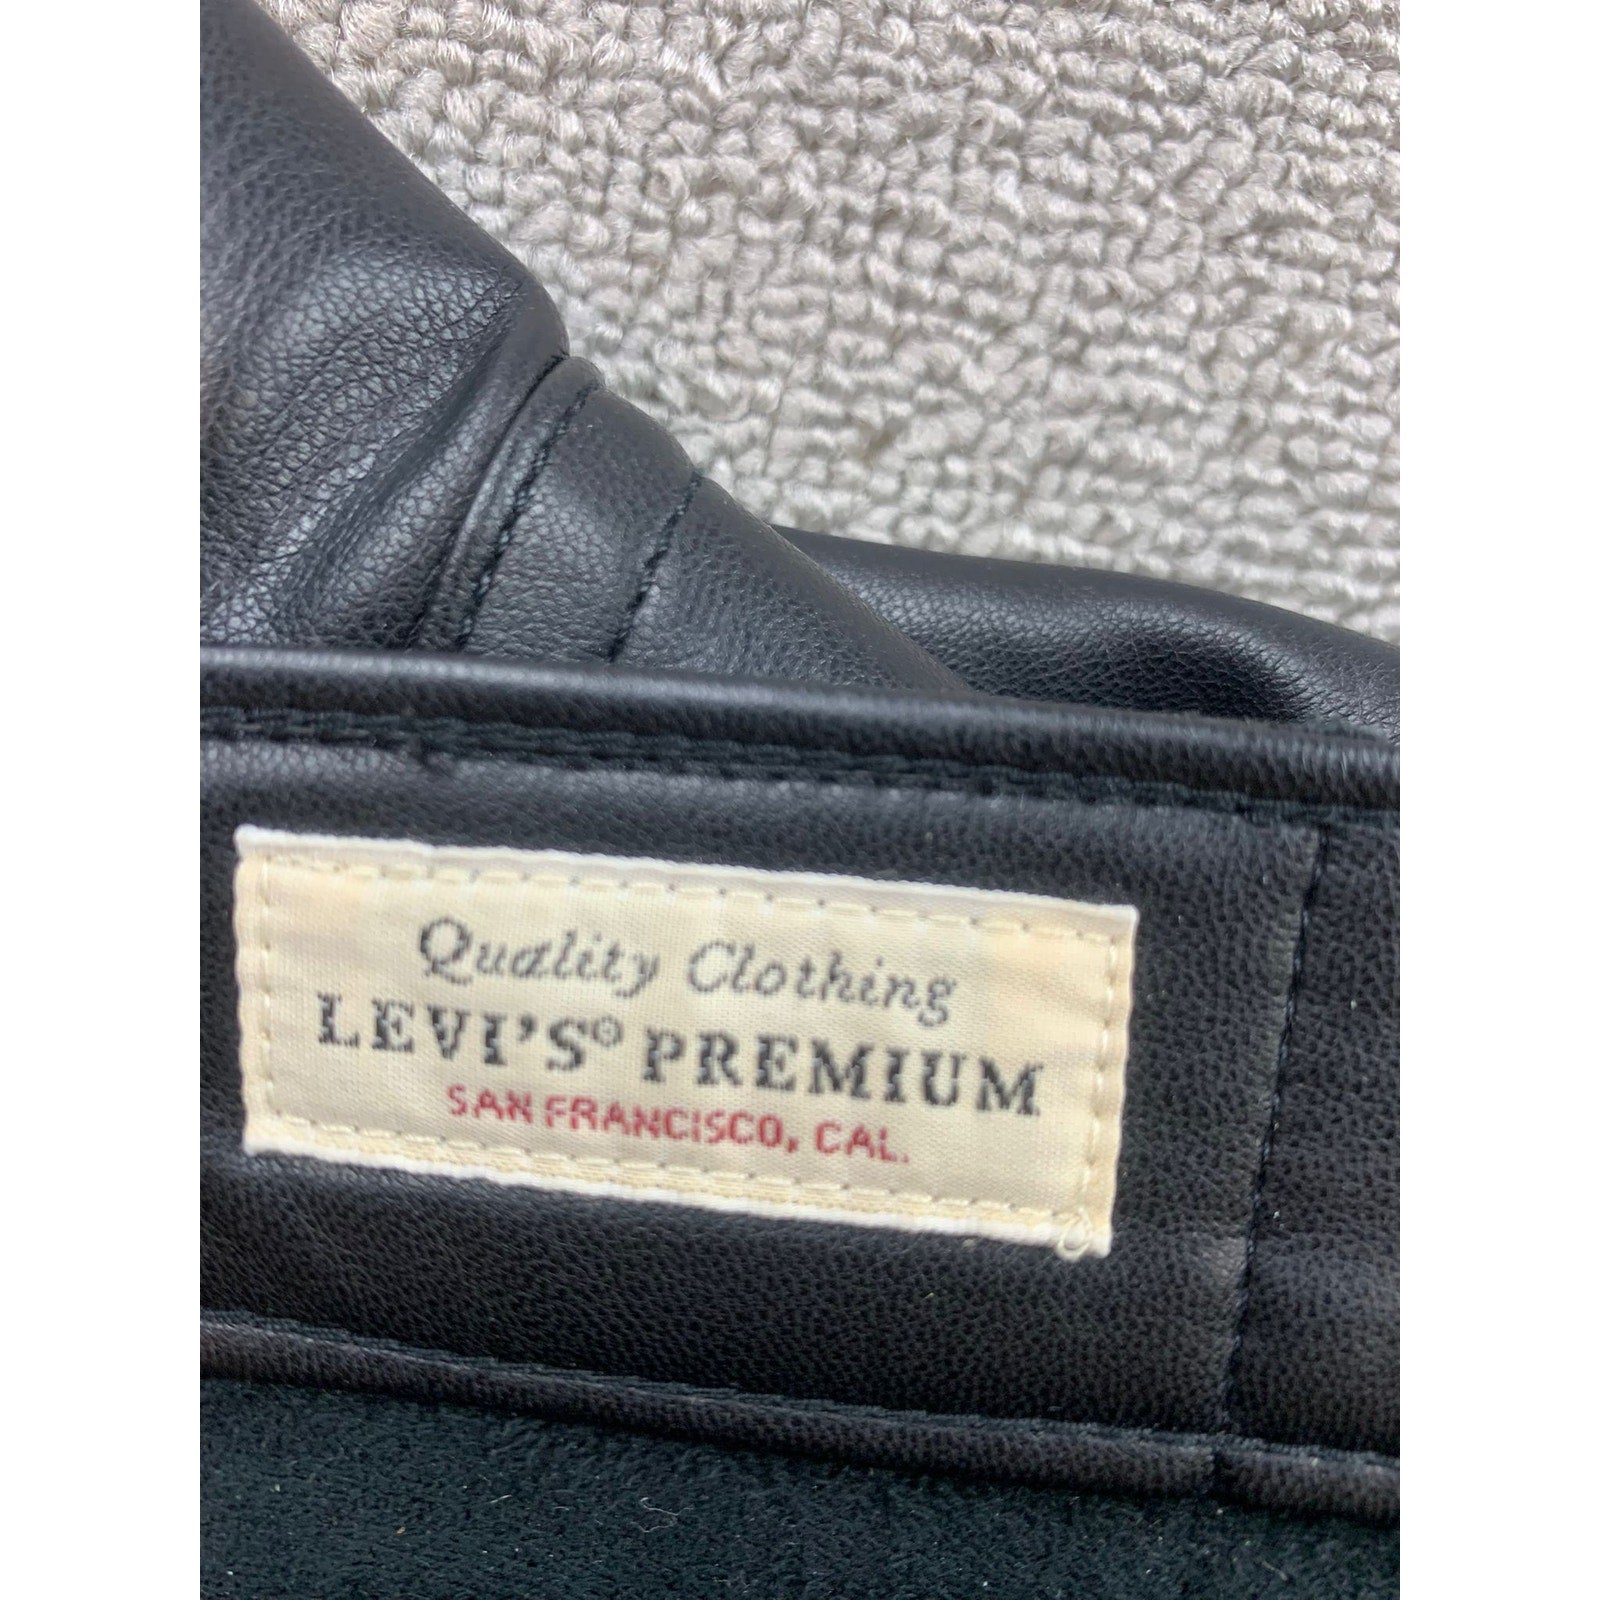 Quality Clothing
LEVI'S® PREMIUM
SAN FRANCISCO, CAL.